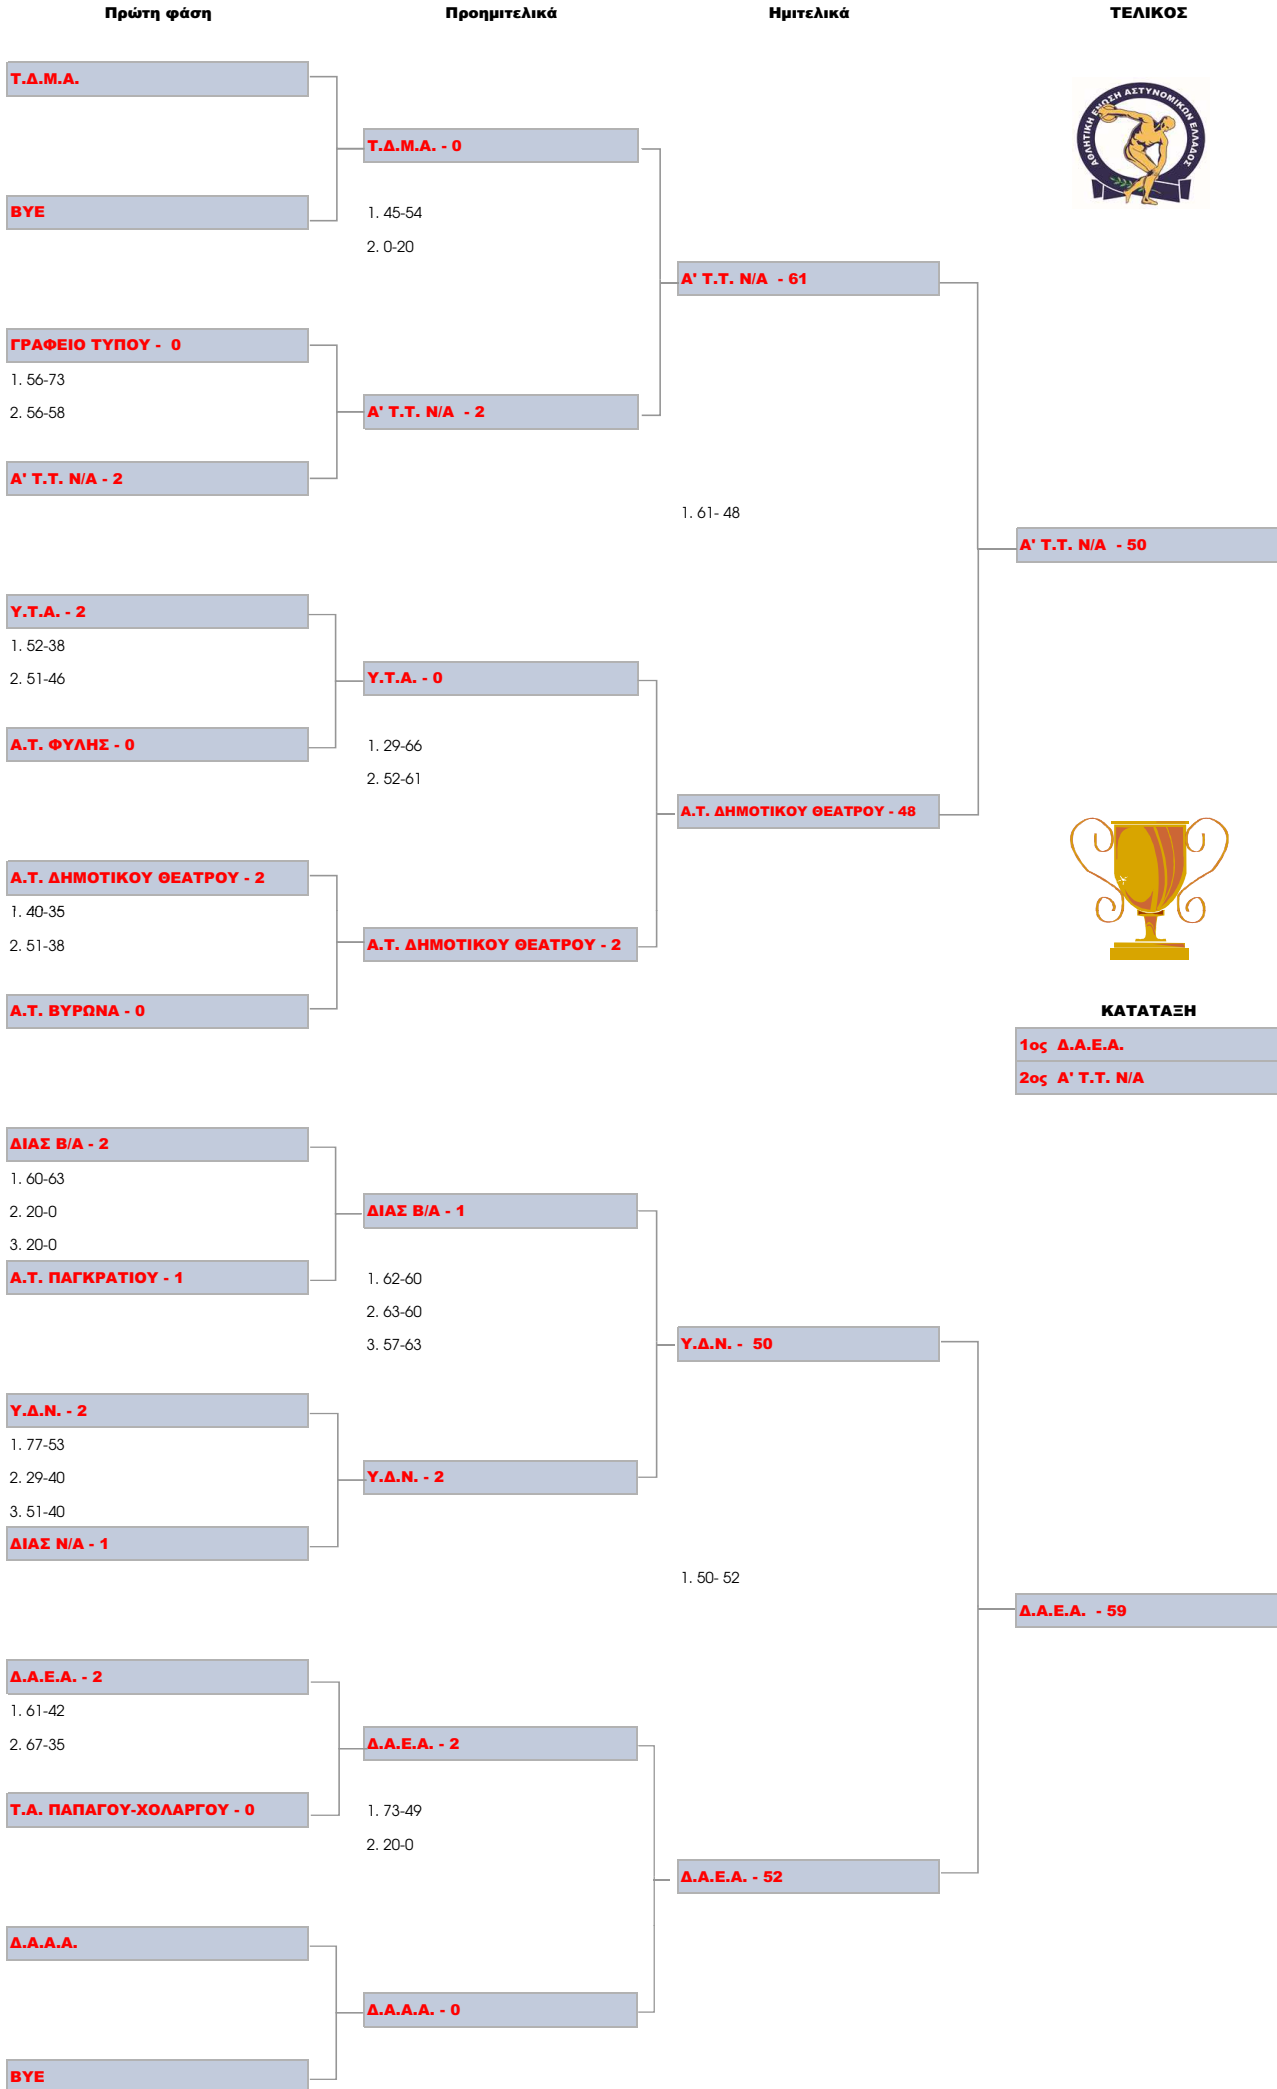 Πρώτη φάση
Προημιτελικά
Ημιτελικά
ΤΕΛΙΚΟΣ
Τ.Δ.Μ.Α.
BYE
ΓΡΑΦΕΙΟ ΤΥΠΟΥ - 0
1. 56-73
2. 56-58
Α' Τ.Τ. Ν/Α - 2
Υ.Τ.Α. - 2
1. 52-38
2. 51-46
Α.Τ. ΦΥΛΗΣ - 0
Α.Τ. ΔΗΜΟΤΙΚΟΥ ΘΕΑΤΡΟΥ - 2
1. 40-35
2. 51-38
Α.Τ. ΒΥΡΩΝΑ - 0
ΔΙΑΣ Β/Α - 2
1. 60-63
2. 20-0
3. 20-0
Α.Τ. ΠΑΓΚΡΑΤΙΟΥ - 1
Υ.Δ.Ν. - 2
1. 77-53
2. 29-40
3. 51-40
ΔΙΑΣ Ν/Α - 1
Δ.Α.Ε.Α. - 2
1. 61-42
2. 67-35
Τ.Α. ΠΑΠΑΓΟΥ-ΧΟΛΑΡΓΟΥ - 0
Δ.Α.Α.Α.
BYE
Τ.Δ.Μ.Α. - 0
1. 45-54
2. 0-20
Α' Τ.Τ. Ν/Α - 2
Υ.Τ.Α. - 0
1. 29-66
2. 52-61
Α.Τ. ΔΗΜΟΤΙΚΟΥ ΘΕΑΤΡΟΥ - 2
ΔΙΑΣ Β/Α - 1
1. 62-60
2. 63-60
3. 57-63
Υ.Δ.Ν. - 2
Δ.Α.Ε.Α. - 2
1. 73-49
2. 20-0
Δ.Α.Α.Α. - 0
Α' Τ.Τ. Ν/Α - 61
1. 61- 48
Α.Τ. ΔΗΜΟΤΙΚΟΥ ΘΕΑΤΡΟΥ - 48
Υ.Δ.Ν. - 50
1. 50- 52
Δ.Α.Ε.Α. - 52
ΑΘΛΗΤΙΚΗ ΕΝΩΣΗ ΑΣΤΥΝΟΜΙΚΩΝ ΕΛΛΑΔΟΣ
Α' Τ.Τ. Ν/Α - 50
ΚΑΤΑΤΑΞΗ
1ος Δ.Α.Ε.Α.
2ος Α' Τ.Τ. Ν/Α
Δ.Α.Ε.Α. - 59